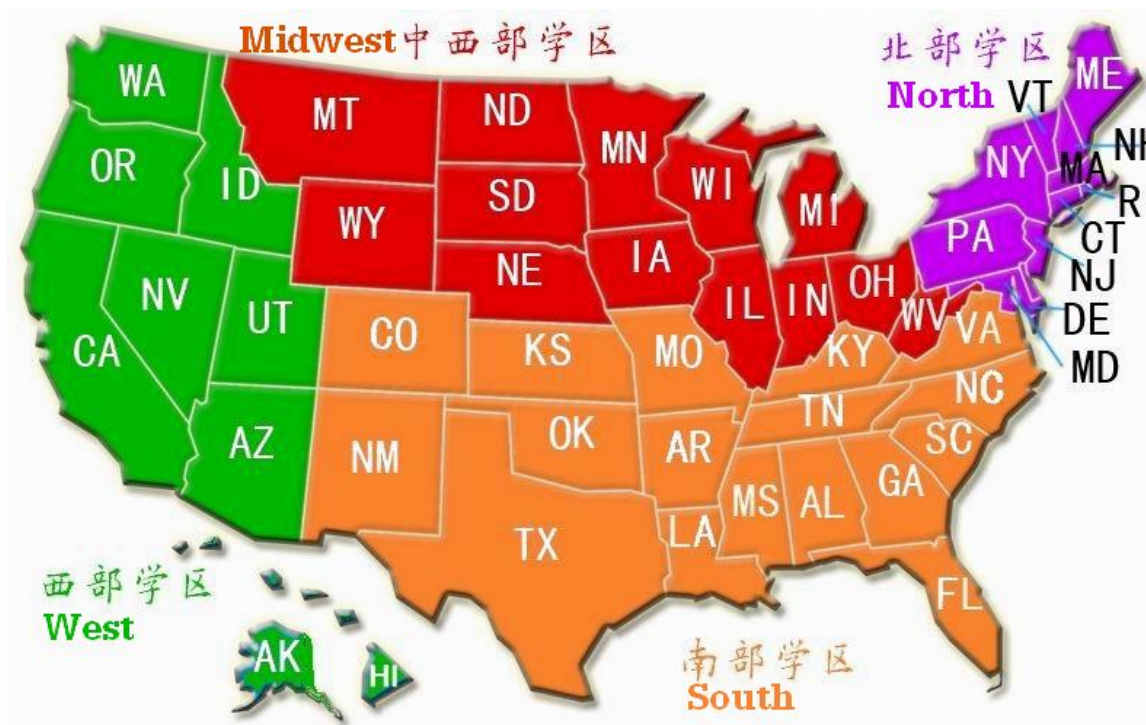 Midwest中西部学区
北部学区
North
WA
MT
ND
MN
VT
ME
OR
ID
SD
WI
MI
NY
NH
MA
R
WY
NE
IA
PA
CT
NV
UT
CO
KS
MO
IL
IN
OH
WV
VA
NJ
DE
MD
CA
KY
AZ
NM
OK
AR
TN
NC
SC
TX
LA
MS
AL
GA
FL
西部学区
West
AK
HI
南部学区
South